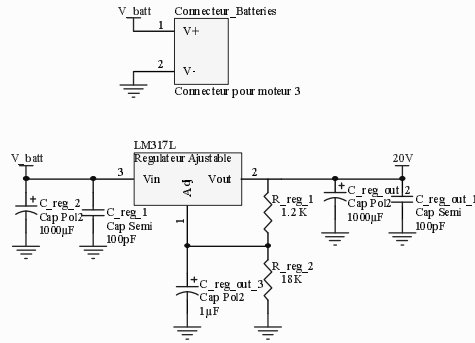 V_batt
Connecteur_Batteries
1
V+
2
V-
Connecteur pour moteur 3
LM317L
Regulateur Ajustable
V_batt
3
Vin
Vout
2
20V
Adj
1
C_reg_2
Cap Pol2
1000µF
C_reg_1
Cap Semi
100pF
R_reg_1
1.2 K
C_reg_out_2
Cap Pol2
1000µF
C_reg_out_1
Cap Semi
100pF
C_reg_out_3
Cap Pol2
1µF
R_reg_2
18K